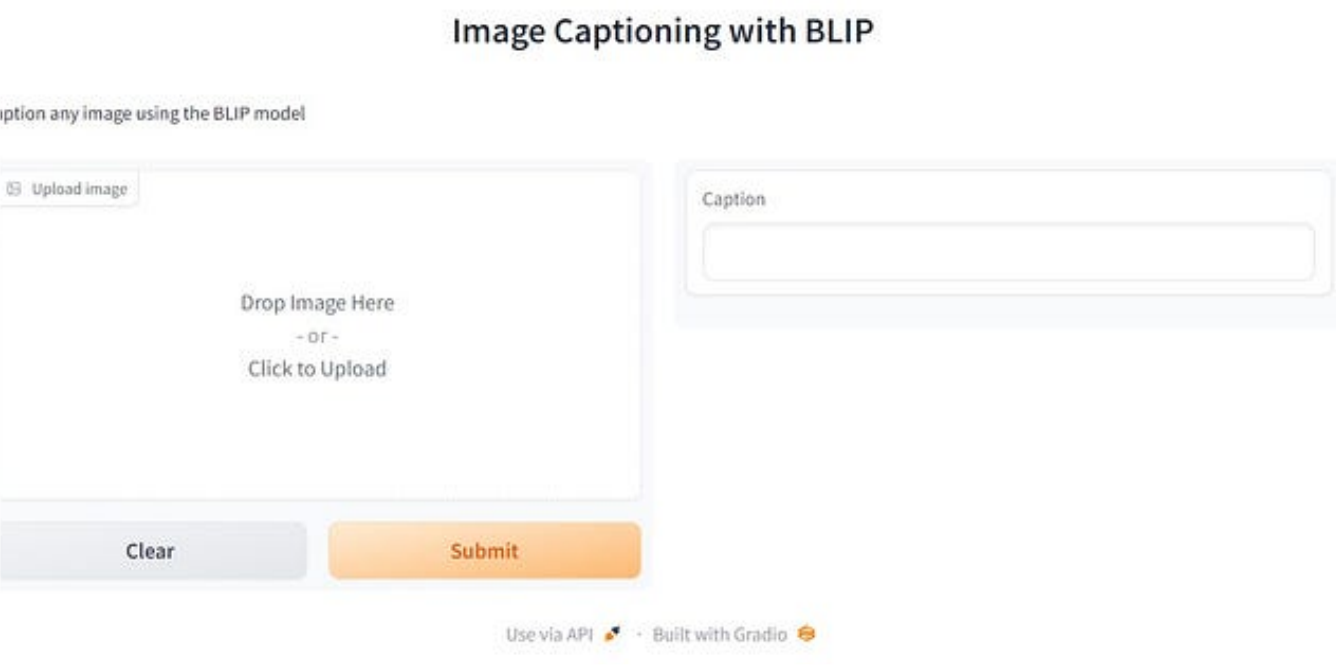 Image Captioning with BLIP
ption any image using the BLIP model
Upload image
Drop Image Here
- or -
Click to Upload
Clear
Submit
Caption
Use via API · Built with Gradio